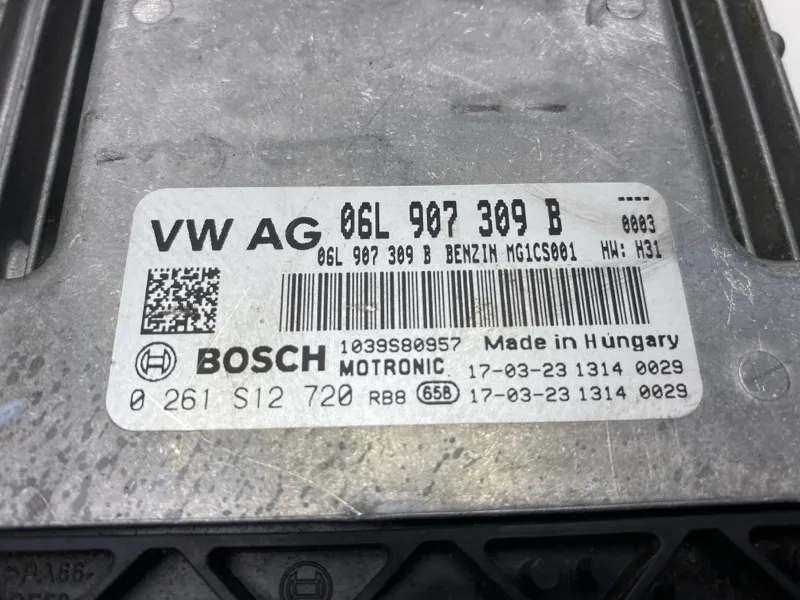 VW AG 06L 907 309 B ----
0003
06L 907 309 B BENZIN MG1CS001 HW: H31
BOSCH 1039S80957 Made in Hungary
MOTRONIC 17-03-23 1314 0029
0 261 S12 720 RB8 658 17-03-23 1314 0029